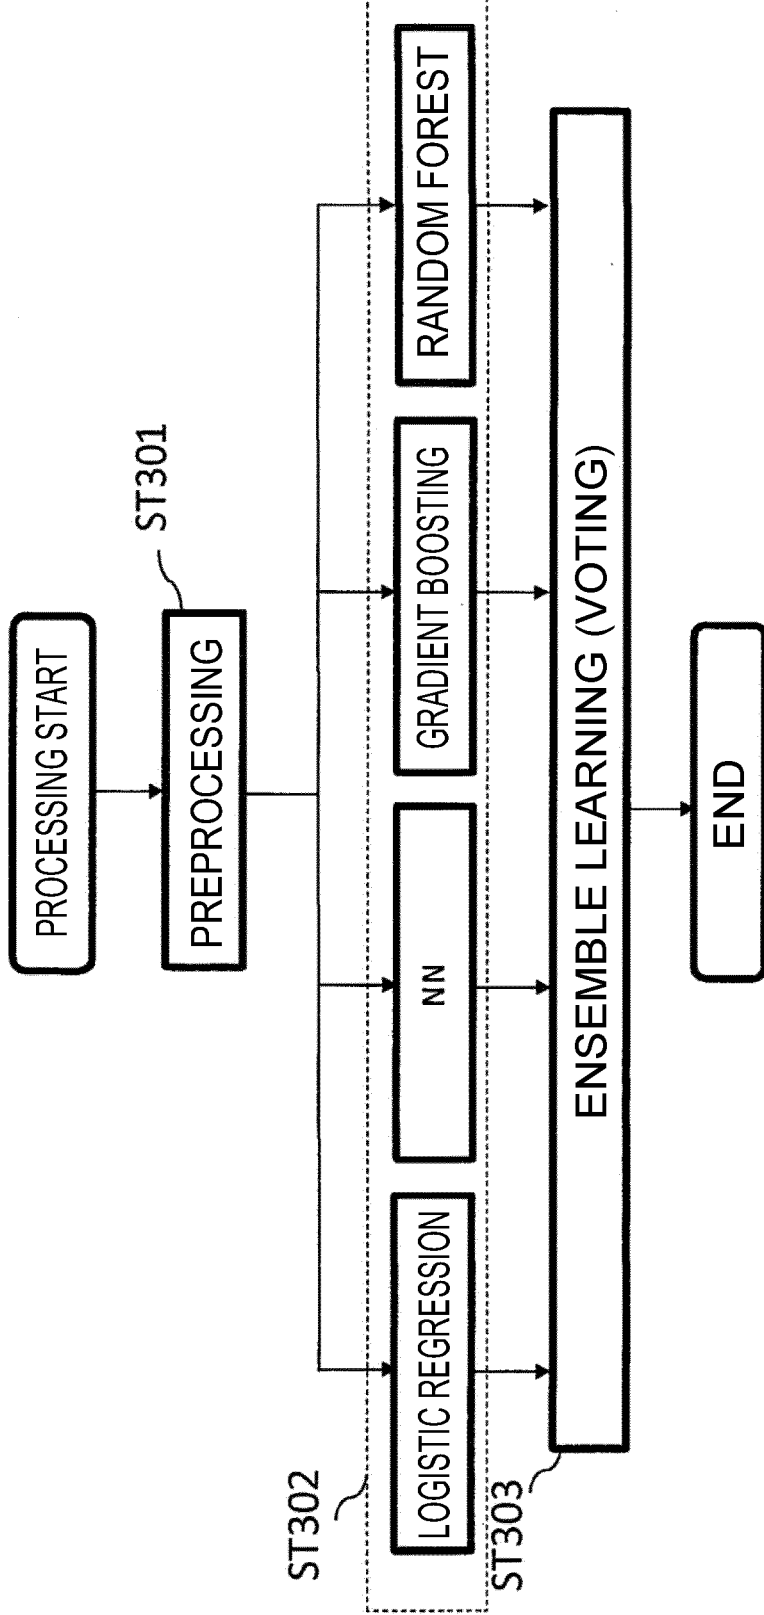 PROCESSING START
ST301
PREPROCESSING
ST302
LOGISTIC REGRESSION
NN
GRADIENT BOOSTING
RANDOM FOREST
ST303
ENSEMBLE LEARNING (VOTING)
END